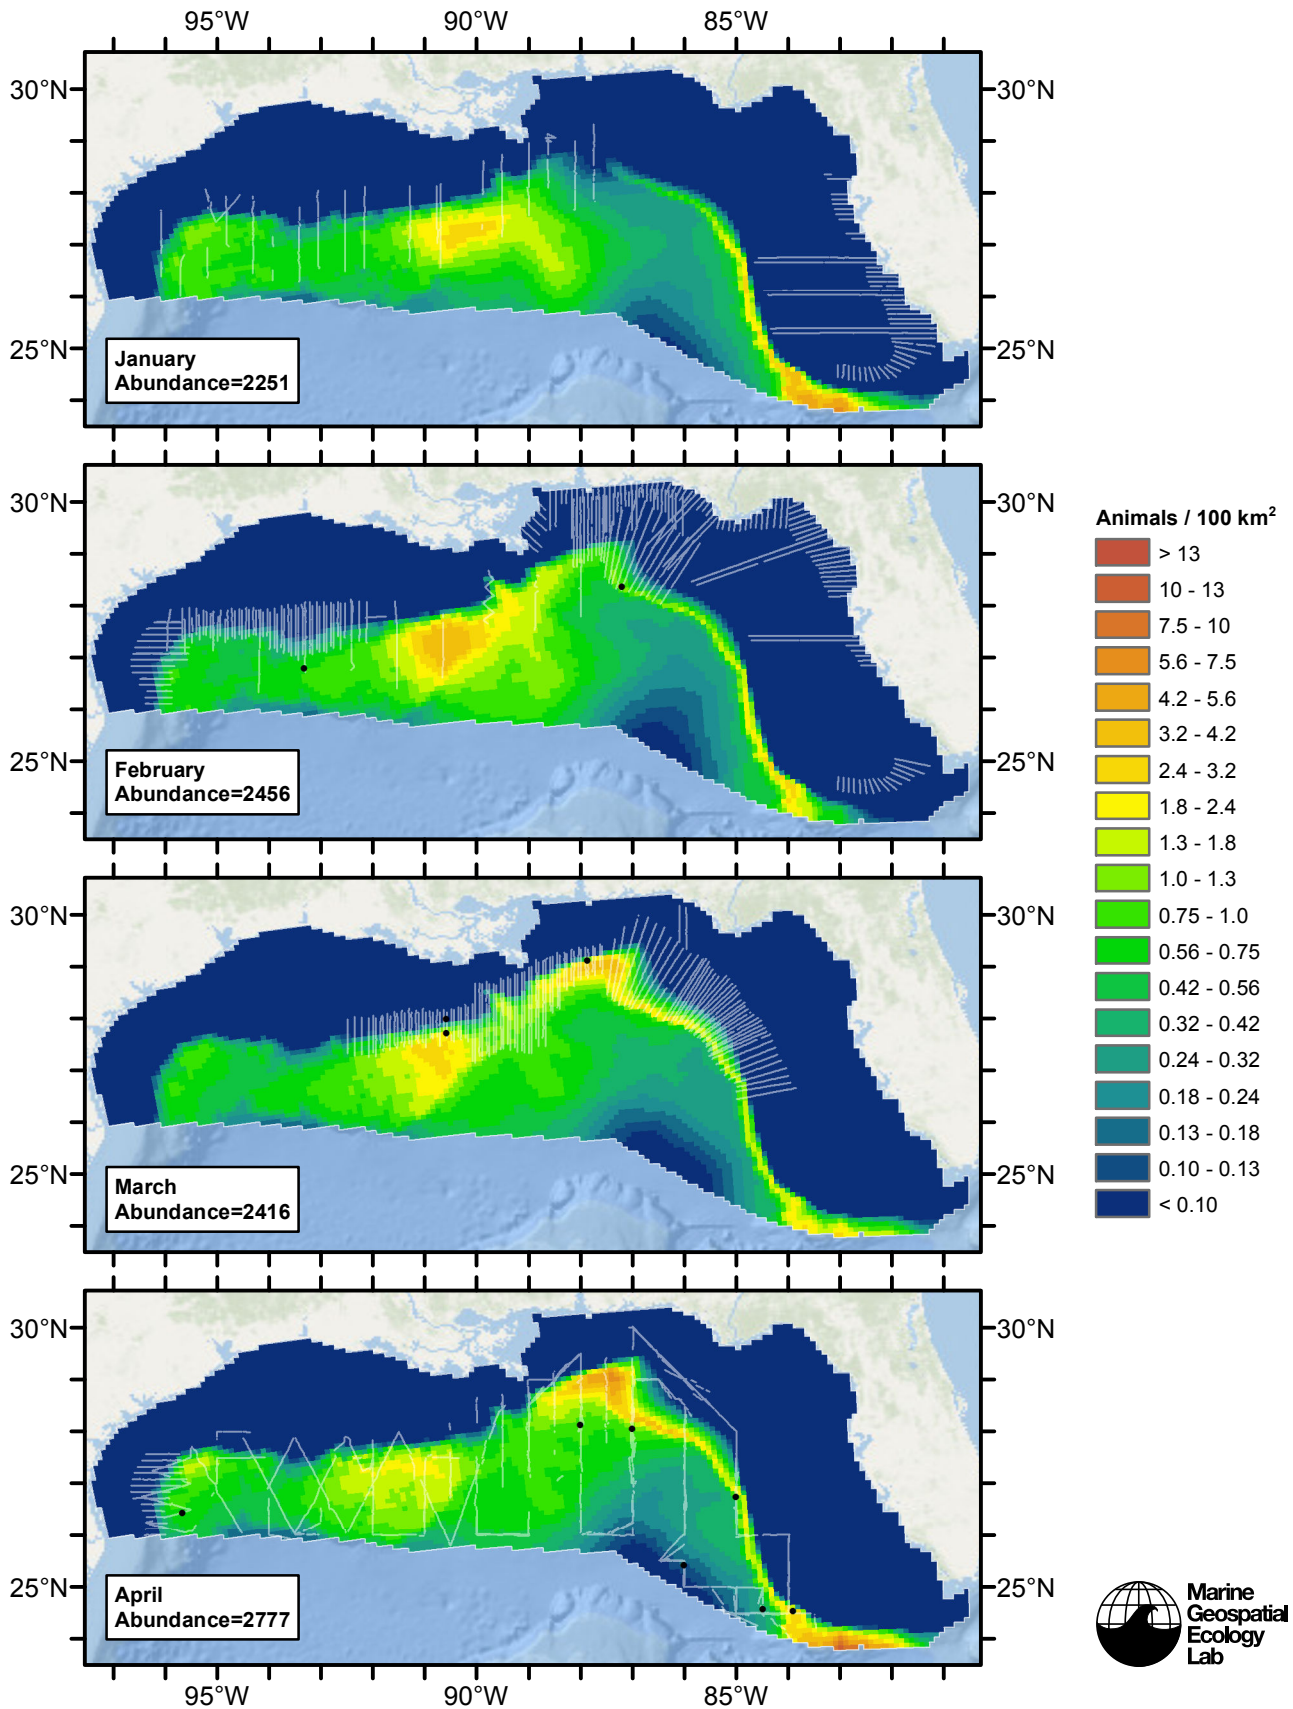 95°W 90°W 85°W
30°N 30°N
25°N 25°N
January
Abundance=2251
30°N 30°N
25°N 25°N
February
Abundance=2456
30°N 30°N
25°N 25°N
March
Abundance=2416
30°N 30°N
25°N 25°N
April
Abundance=2777
95°W 90°W 85°W
Animals / 100 km²
> 13
10 - 13
7.5 - 10
5.6 - 7.5
4.2 - 5.6
3.2 - 4.2
2.4 - 3.2
1.8 - 2.4
1.3 - 1.8
1.0 - 1.3
0.75 - 1.0
0.56 - 0.75
0.42 - 0.56
0.32 - 0.42
0.24 - 0.32
0.18 - 0.24
0.13 - 0.18
0.10 - 0.13
< 0.10
Marine
Geospatial
Ecology
Lab